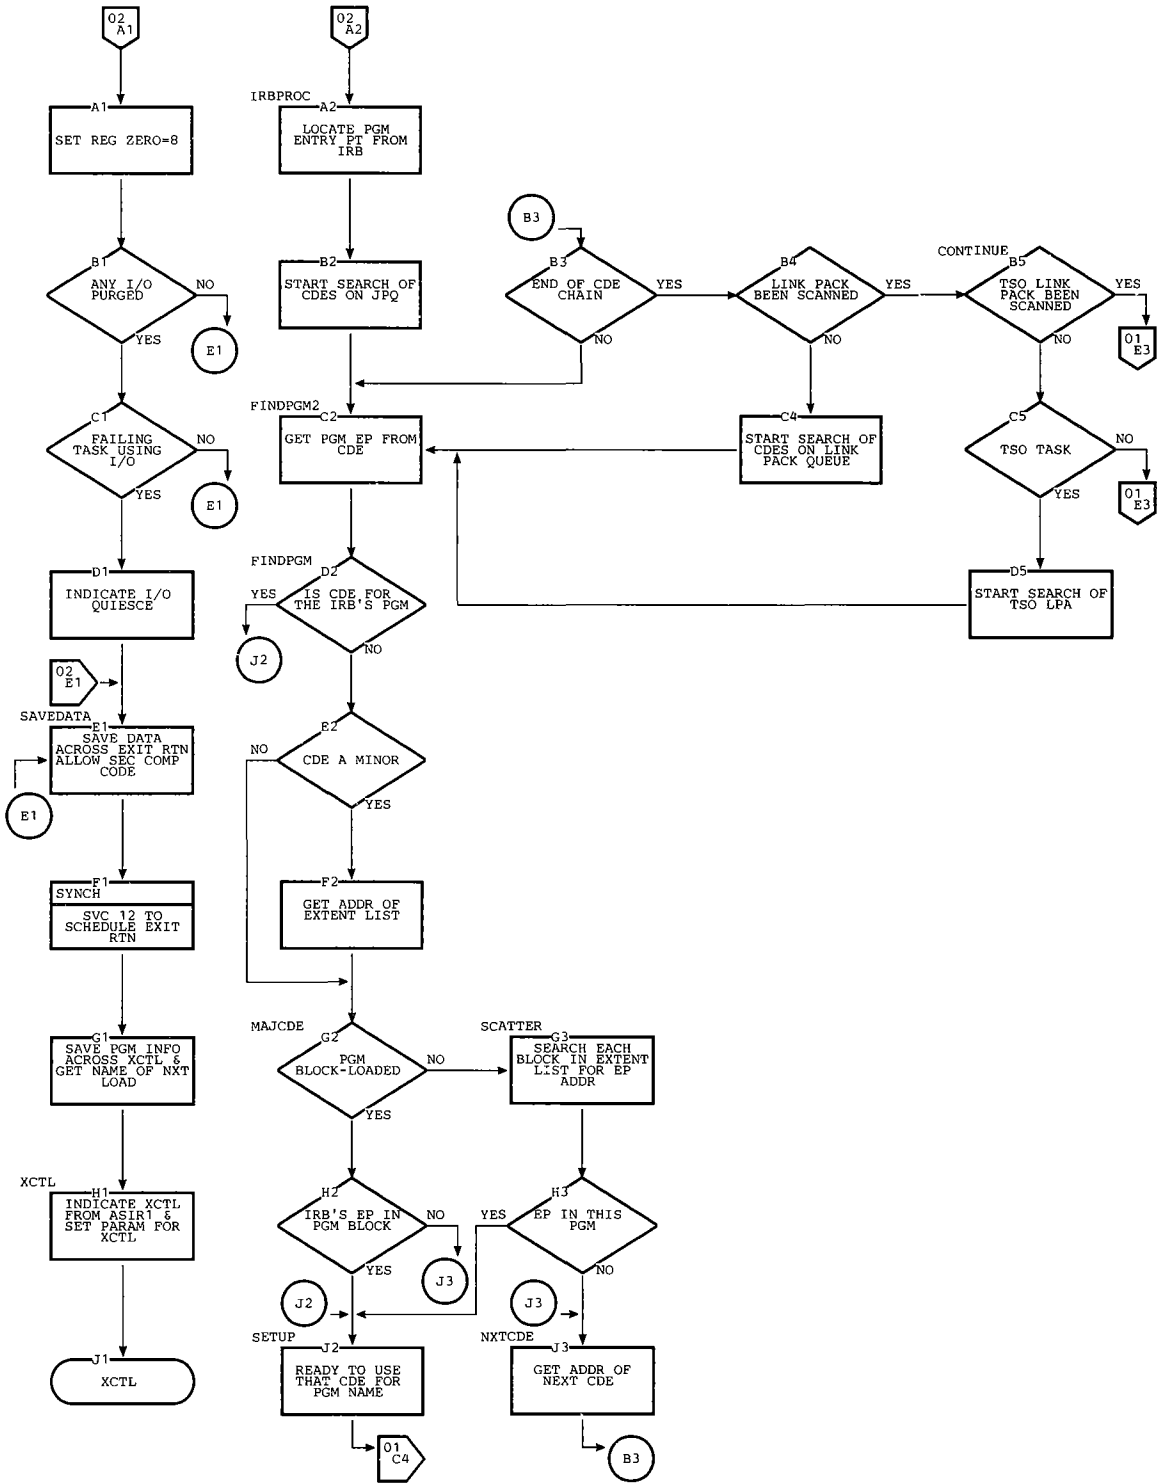 02
A1
A1
SET REG ZERO=8
B1
ANY I/O
PURGED
NO
E1
YES
C1
FAILING
TASK USING
I/O
NO
E1
YES
D1
INDICATE I/O
QUIESCE
02
E1
SAVEDATA
E1
SAVE DATA
ACROSS EXIT RTN
ALLOW SEC COMP
CODE
E1
F1
SYNCH
SVC 12 TO
SCHEDULE EXIT
RTN
G1
SAVE PGM INFO
ACROSS XCTL &
GET NAME OF NXT
LOAD
XCTL
H1
INDICATE XCTL
FROM ASIR1 &
SET PARAM FOR
XCTL
J1
XCTL
02
A2
IRBPROC
A2
LOCATE PGM
ENTRY PT FROM
IRB
B2
START SEARCH OF
CDES ON JPQ
FINDPGM2
C2
GET PGM EP FROM
CDE
FINDPGM
D2
IS CDE FOR
THE IRB'S PGM
YES
J2
NO
E2
CDE A MINOR
NO
YES
F2
GET ADDR OF
EXTENT LIST
MAJCDE
G2
PGM
BLOCK-LOADED
NO
YES
H2
IRB'S EP IN
PGM BLOCK
NO
J3
YES
J2
SETUP
J2
READY TO USE
THAT CDE FOR
PGM NAME
01
C4
B3
B3
END OF CDE
CHAIN
YES
NO
SCATTER
G3
SEARCH EACH
BLOCK IN EXTENT
LIST FOR EP
ADDR
H3
EP IN THIS
PGM
YES
NO
J3
NXTCDE
J3
GET ADDR OF
NEXT CDE
B3
B4
LINK PACK
BEEN SCANNED
YES
NO
C4
START SEARCH OF
CDES ON LINK
PACK QUEUE
CONTINUE
B5
TSO LINK
PACK BEEN
SCANNED
YES
01
E3
NO
C5
TSO TASK
NO
01
E3
YES
D5
START SEARCH OF
TSO LPA